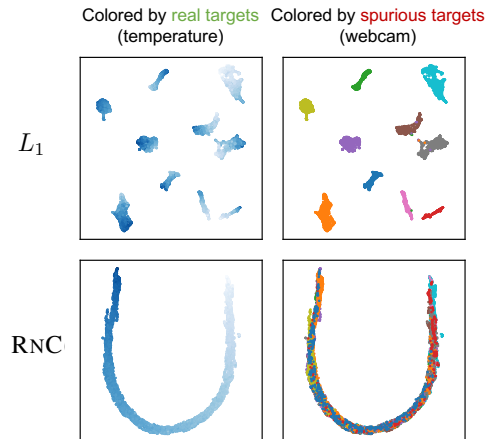 Colored by real targets
(temperature)
Colored by spurious targets
(webcam)
L1
RNC